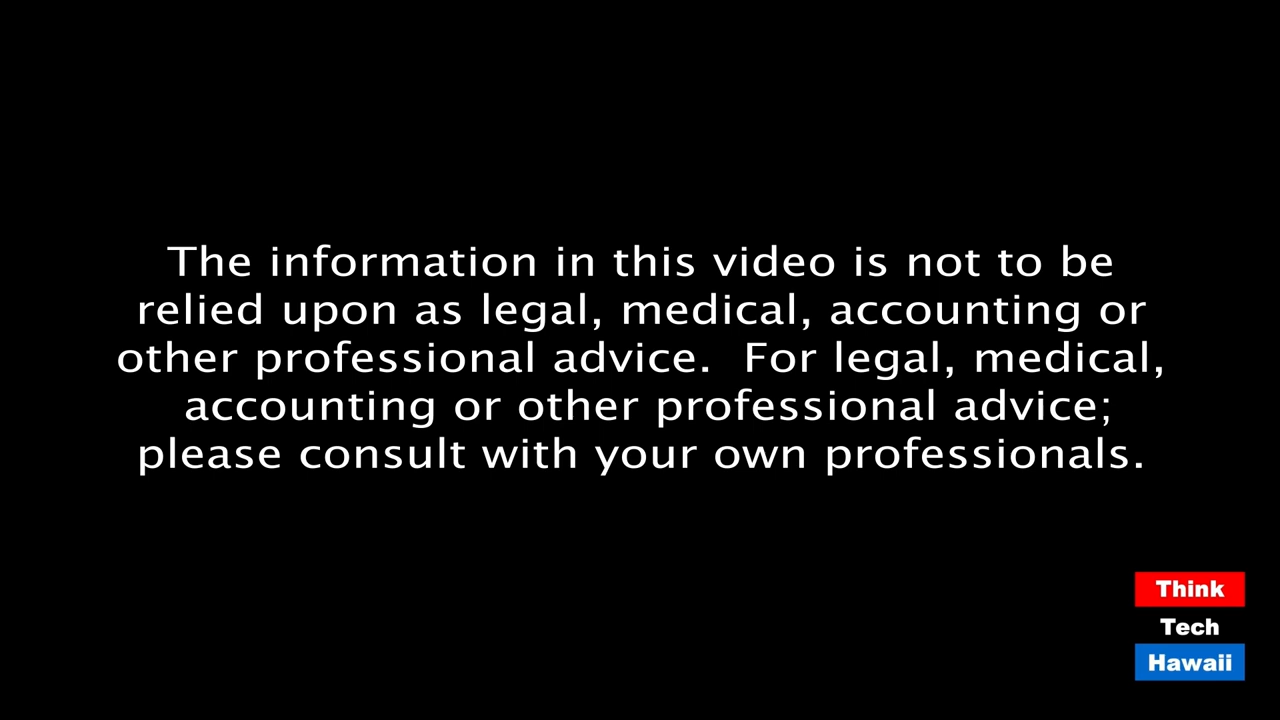 The information in this video is not to be
relied upon as legal, medical, accounting or
other professional advice.  For legal, medical,
accounting or other professional advice;
please consult with your own professionals.
Think
Tech
Hawaii